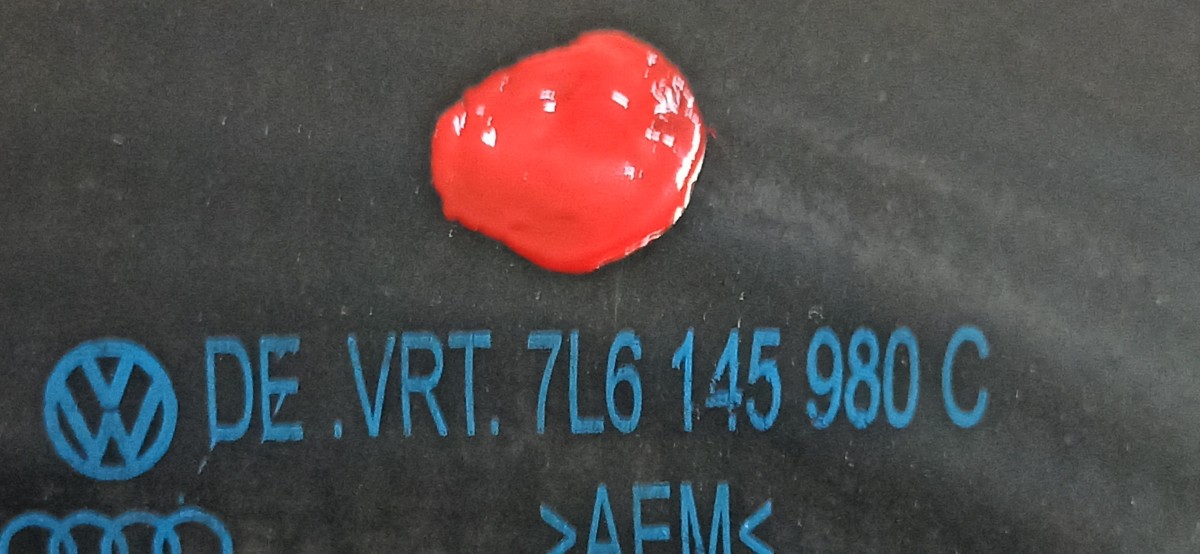 DE .VRT. 7L6 145 980 C
>AEM<